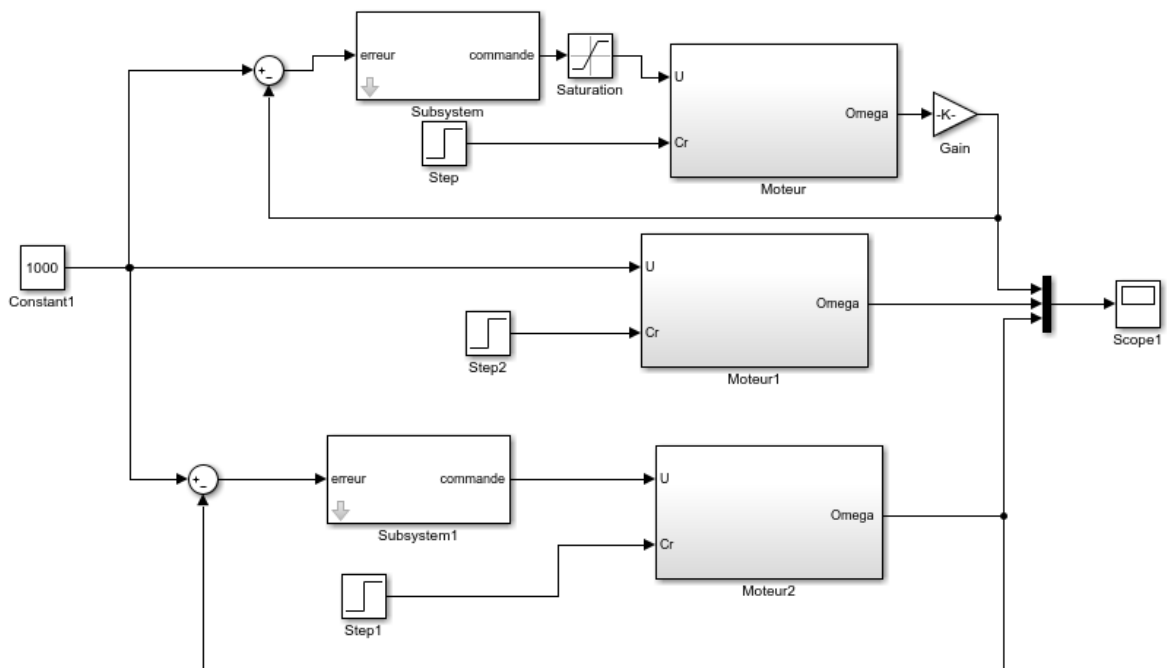 erreur
commande
Subsystem
Saturation
U
Cr
Omega
Moteur
-K-
Gain
Step
+
_
1000
Constant1
U
Cr
Omega
Moteur1
Step2
Scope1
+
_
erreur
commande
Subsystem1
U
Cr
Omega
Moteur2
Step1